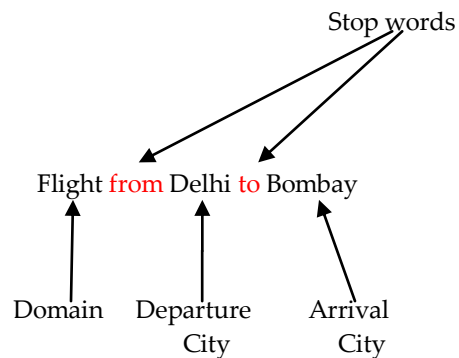 Stop words
Flight from Delhi to Bombay
Domain Departure Arrival
City City